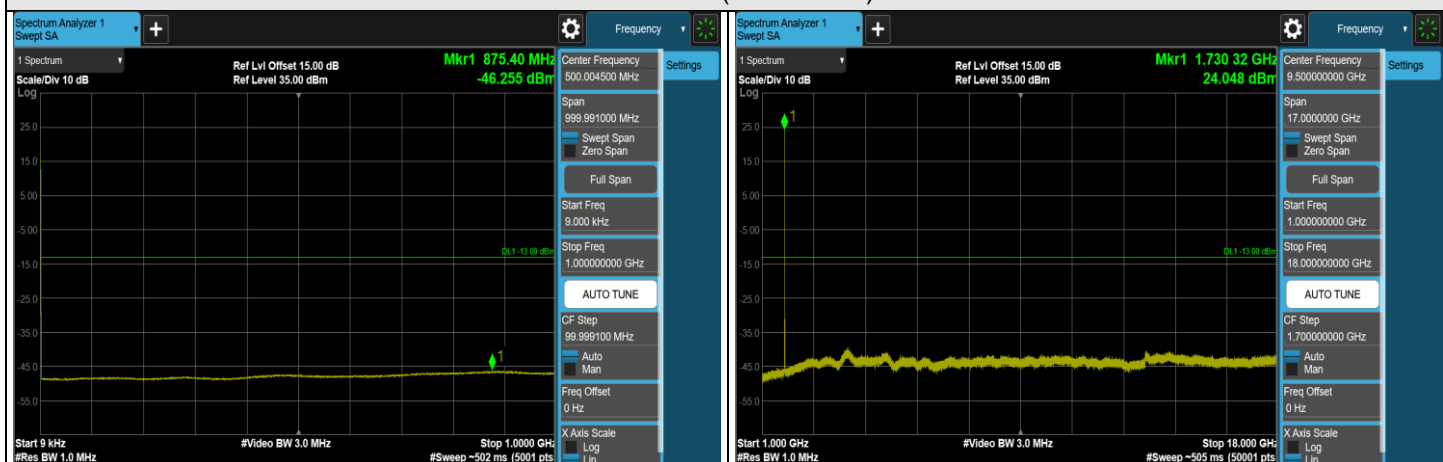 Spectrum Analyzer 1
Swept SA
Frequency
1 Spectrum
Scale/Div 10 dB
Log
Ref Lvl Offset 15.00 dB
Ref Level 35.00 dBm
Mkr1 875.40 MHz
-46.255 dBm
25.0
15.0
5.00
-5.00
-15.0
-25.0
-35.0
-45.0
-55.0
1
DL1 -13.00 dBm
Start 9 kHz
#Res BW 1.0 MHz
#Video BW 3.0 MHz
Stop 1.0000 GHz
#Sweep ~502 ms (5001 pts
Center Frequency
500.004500 MHz
Span
999.991000 MHz
Swept Span
Zero Span
Full Span
Start Freq
9.000 kHz
Stop Freq
1.000000000 GHz
AUTO TUNE
CF Step
99.999100 MHz
Auto
Man
Freq Offset
0 Hz
X Axis Scale
Log
Lin
Settings
Spectrum Analyzer 1
Swept SA
Frequency
1 Spectrum
Scale/Div 10 dB
Log
Ref Lvl Offset 15.00 dB
Ref Level 35.00 dBm
Mkr1 1.730 32 GHz
24.048 dBm
25.0
15.0
5.00
-5.00
-15.0
-25.0
-35.0
-45.0
-55.0
1
DL1 -13.00 dBm
Start 1.000 GHz
#Res BW 1.0 MHz
#Video BW 3.0 MHz
Stop 18.000 GHz
#Sweep ~505 ms (5001 pts
Center Frequency
9.500000000 GHz
Span
17.0000000 GHz
Swept Span
Zero Span
Full Span
Start Freq
1.000000000 GHz
Stop Freq
18.000000000 GHz
AUTO TUNE
CF Step
1.700000000 GHz
Auto
Man
Freq Offset
0 Hz
X Axis Scale
Log
Lin
Settings